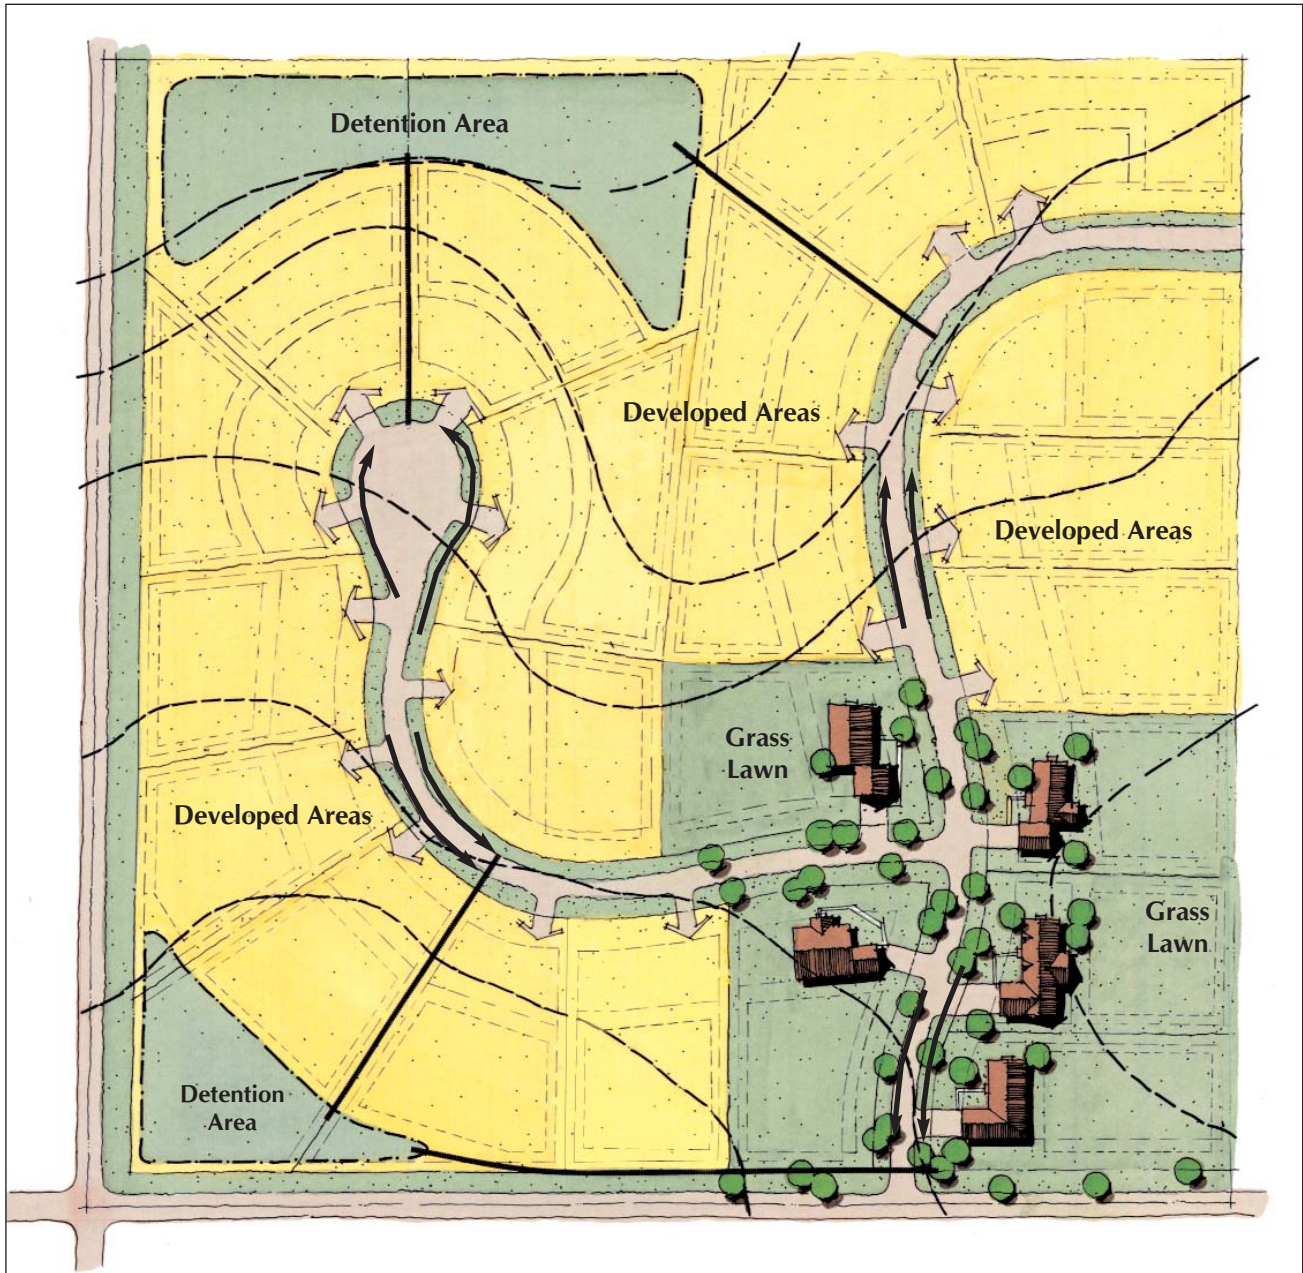 Detention Area
Developed Areas
Developed Areas
Grass
Lawn
Developed Areas
Grass
Lawn
Detention
Area